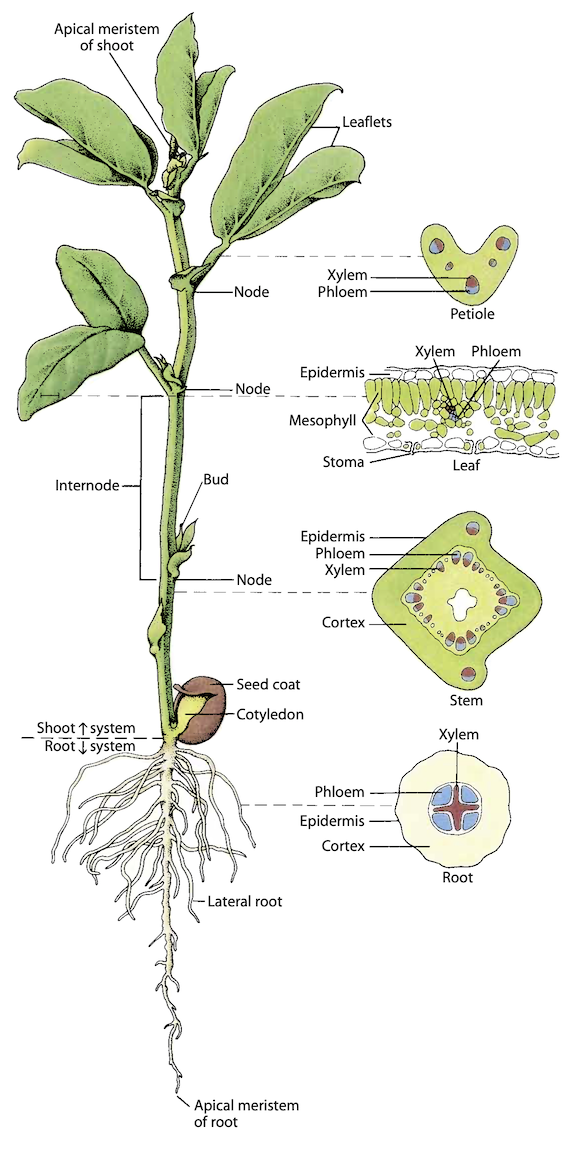 Apical meristem
of shoot
Leaflets
Xylem
Phloem
Node
Petiole
Xylem Phloem
Epidermis
Node
Mesophyll
Stoma
Leaf
Internode
Bud
Epidermis
Phloem
Xylem
Node
Cortex
Seed coat
Stem
Cotyledon
Shoot ↑ system
Root ↓ system
Xylem
Phloem
Epidermis
Cortex
Root
Lateral root
Apical meristem
of root